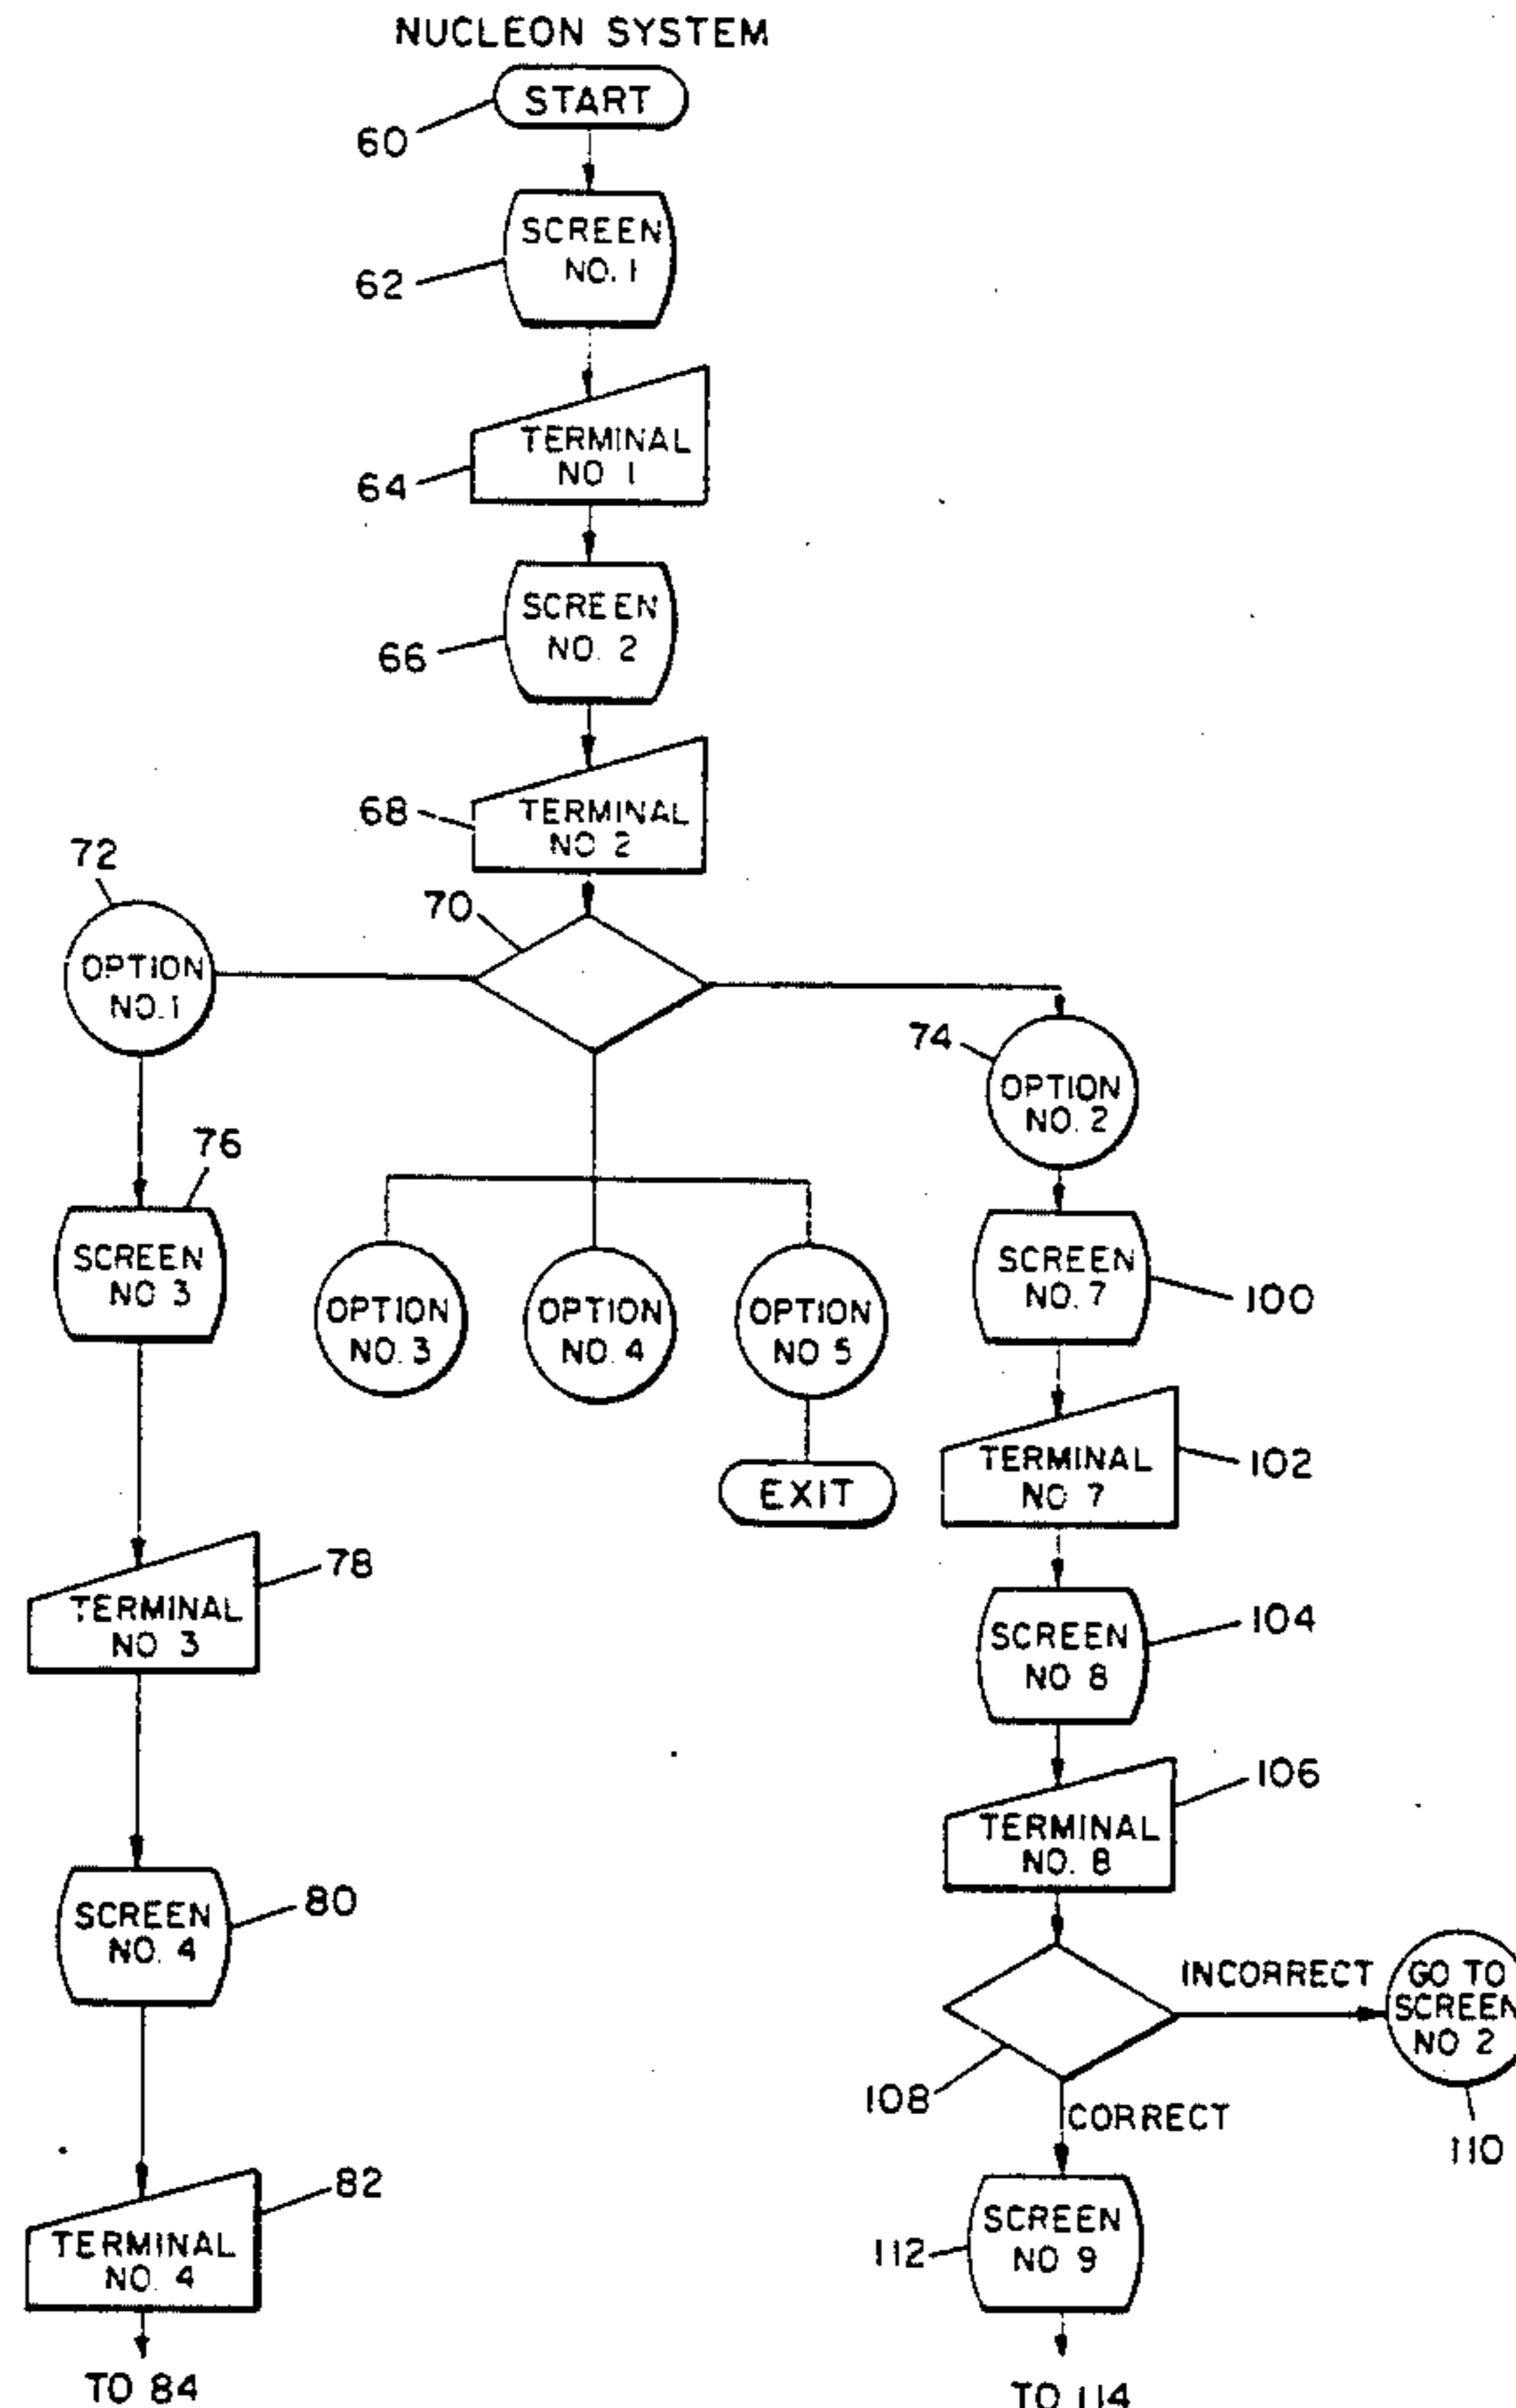 NUCLEON SYSTEM
START
60
SCREEN
NO. 1
62
TERMINAL
NO 1
64
SCREEN
NO. 2
66
TERMINAL
NO 2
68
70
72
OPTION
NO. 1
74
OPTION
NO. 2
76
SCREEN
NO 3
OPTION
NO. 3
OPTION
NO. 4
OPTION
NO 5
EXIT
SCREEN
NO. 7
100
TERMINAL
NO 7
102
78
TERMINAL
NO 3
SCREEN
NO 8
104
TERMINAL
NO. 8
106
80
SCREEN
NO. 4
INCORRECT
GO TO
SCREEN
NO 2
108
110
CORRECT
82
TERMINAL
NO. 4
SCREEN
NO 9
112
TO 84
TO 114